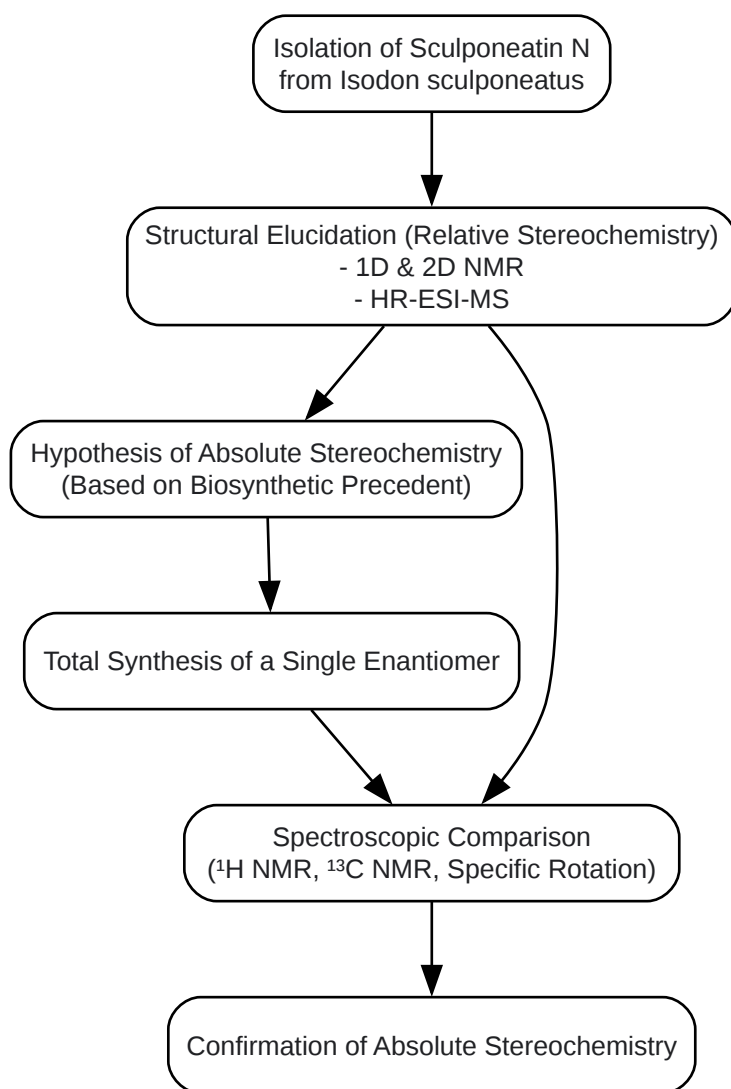 Isolation of Sculponeatin N
from Isodon sculponeatus
Structural Elucidation (Relative Stereochemistry)
- 1D & 2D NMR
- HR-ESI-MS
Hypothesis of Absolute Stereochemistry
(Based on Biosynthetic Precedent)
Total Synthesis of a Single Enantiomer
Spectroscopic Comparison
(¹H NMR, ¹³C NMR, Specific Rotation)
Confirmation of Absolute Stereochemistry